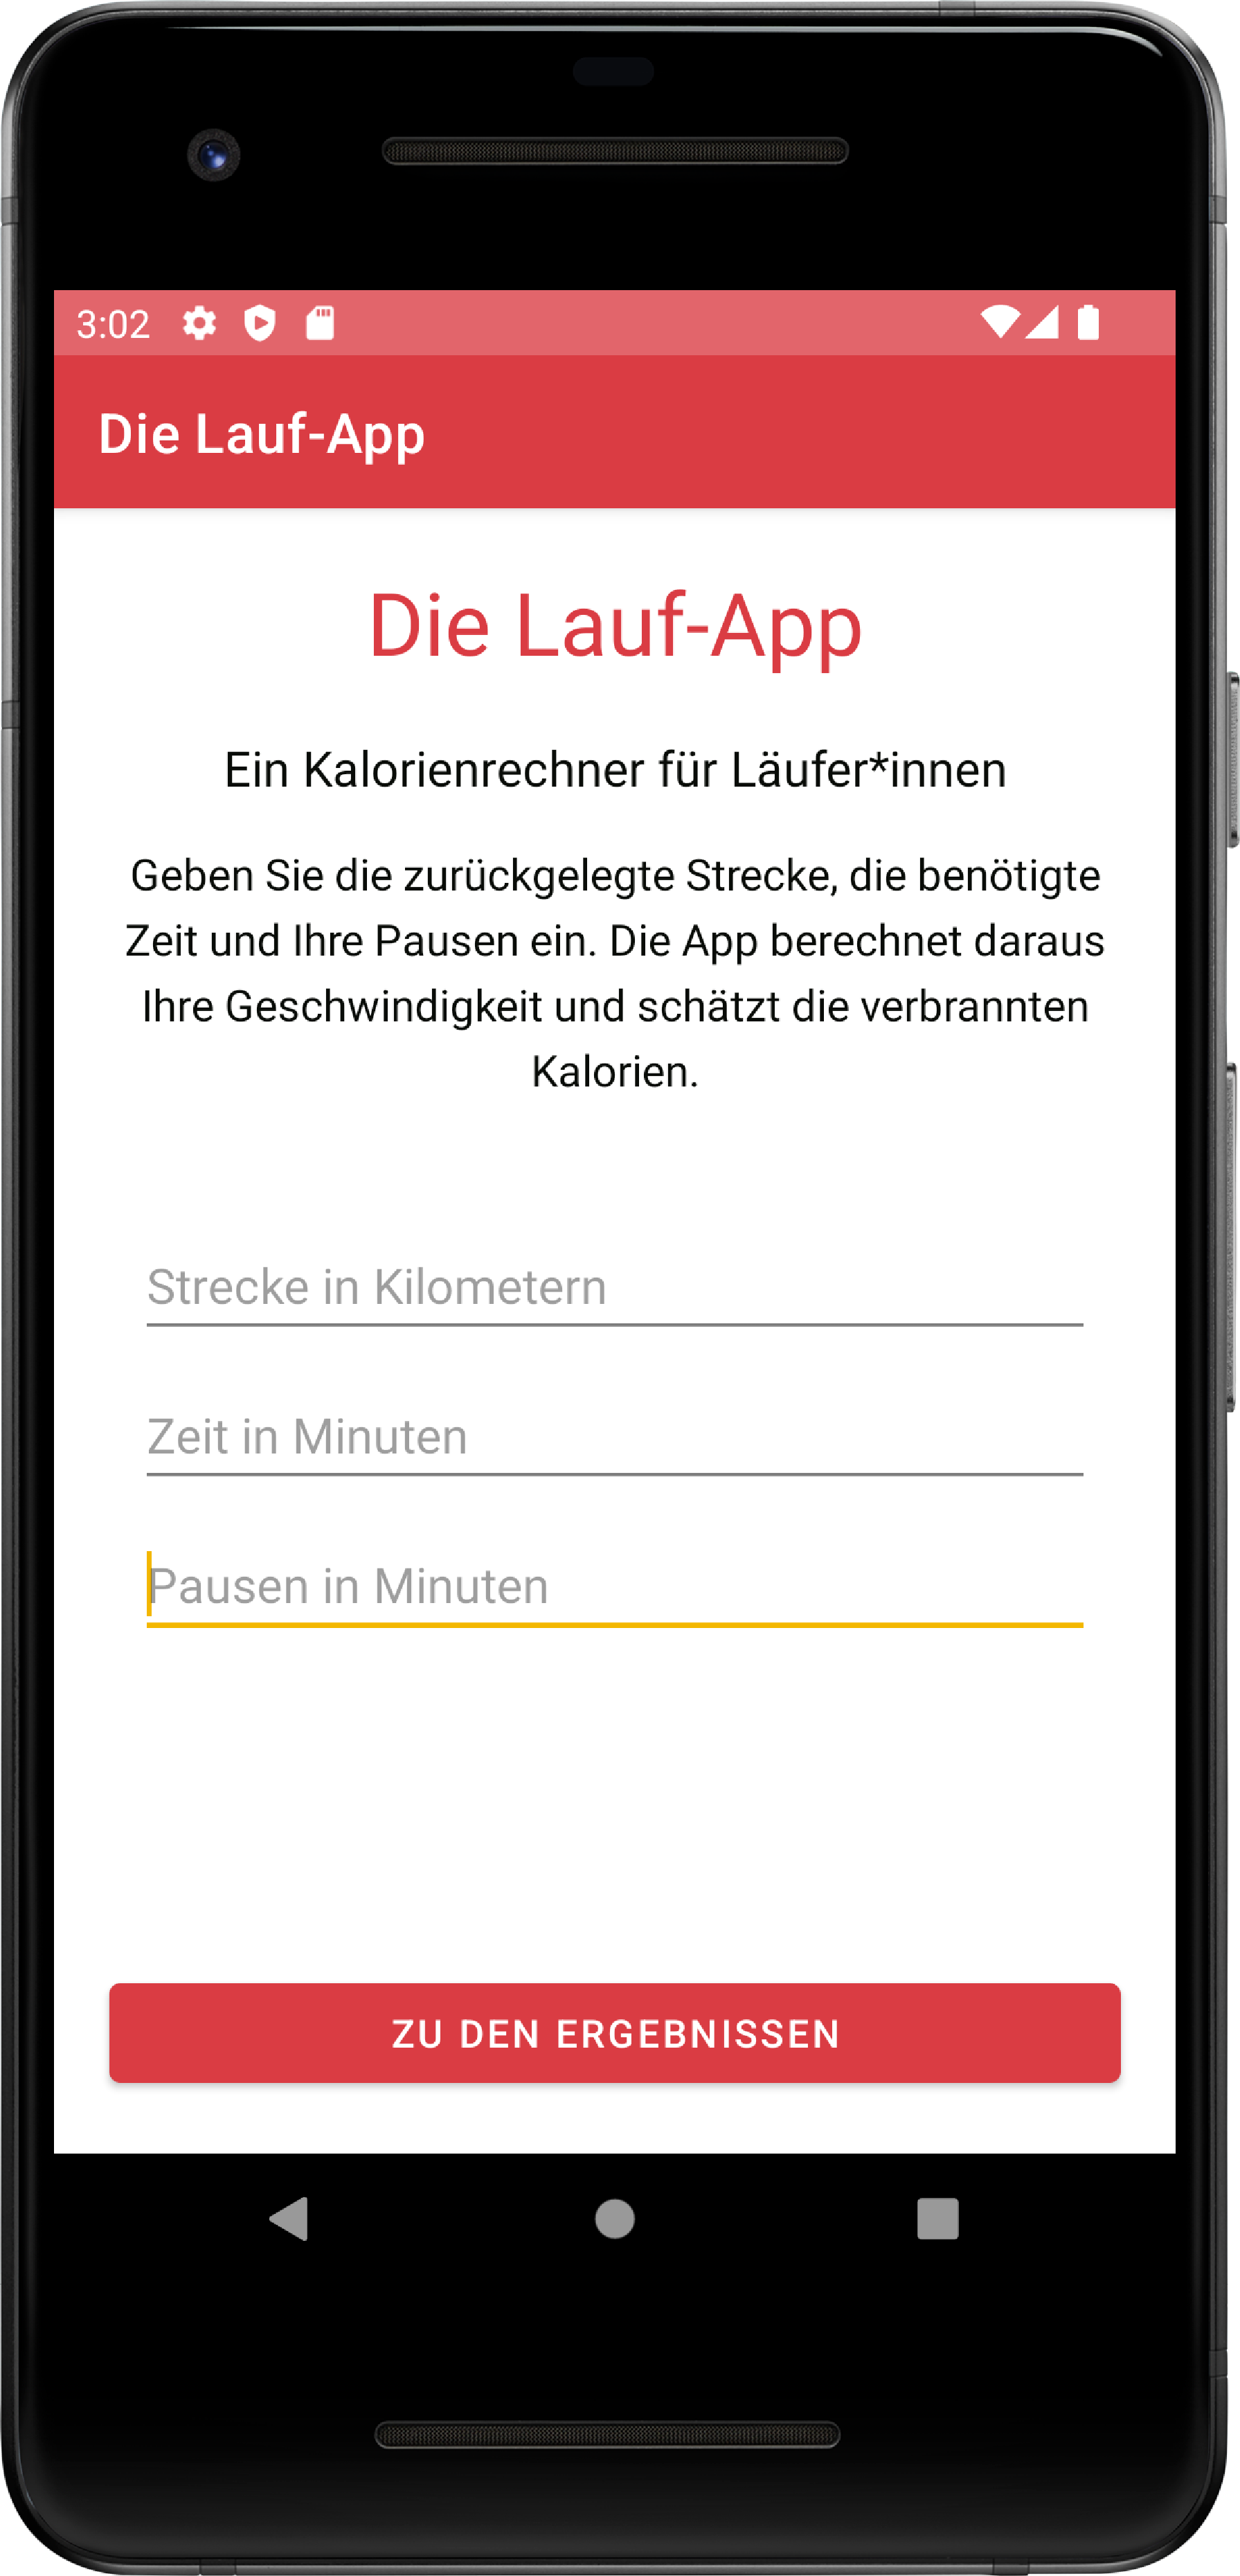 3:02
Die Lauf-App
Die Lauf-App
Ein Kalorienrechner für Läufer*innen
Geben Sie die zurückgelegte Strecke, die benötigte
Zeit und Ihre Pausen ein. Die App berechnet daraus
Ihre Geschwindigkeit und schätzt die verbrannten
Kalorien.
Strecke in Kilometern
Zeit in Minuten
Pausen in Minuten
ZU DEN ERGEBNISSEN